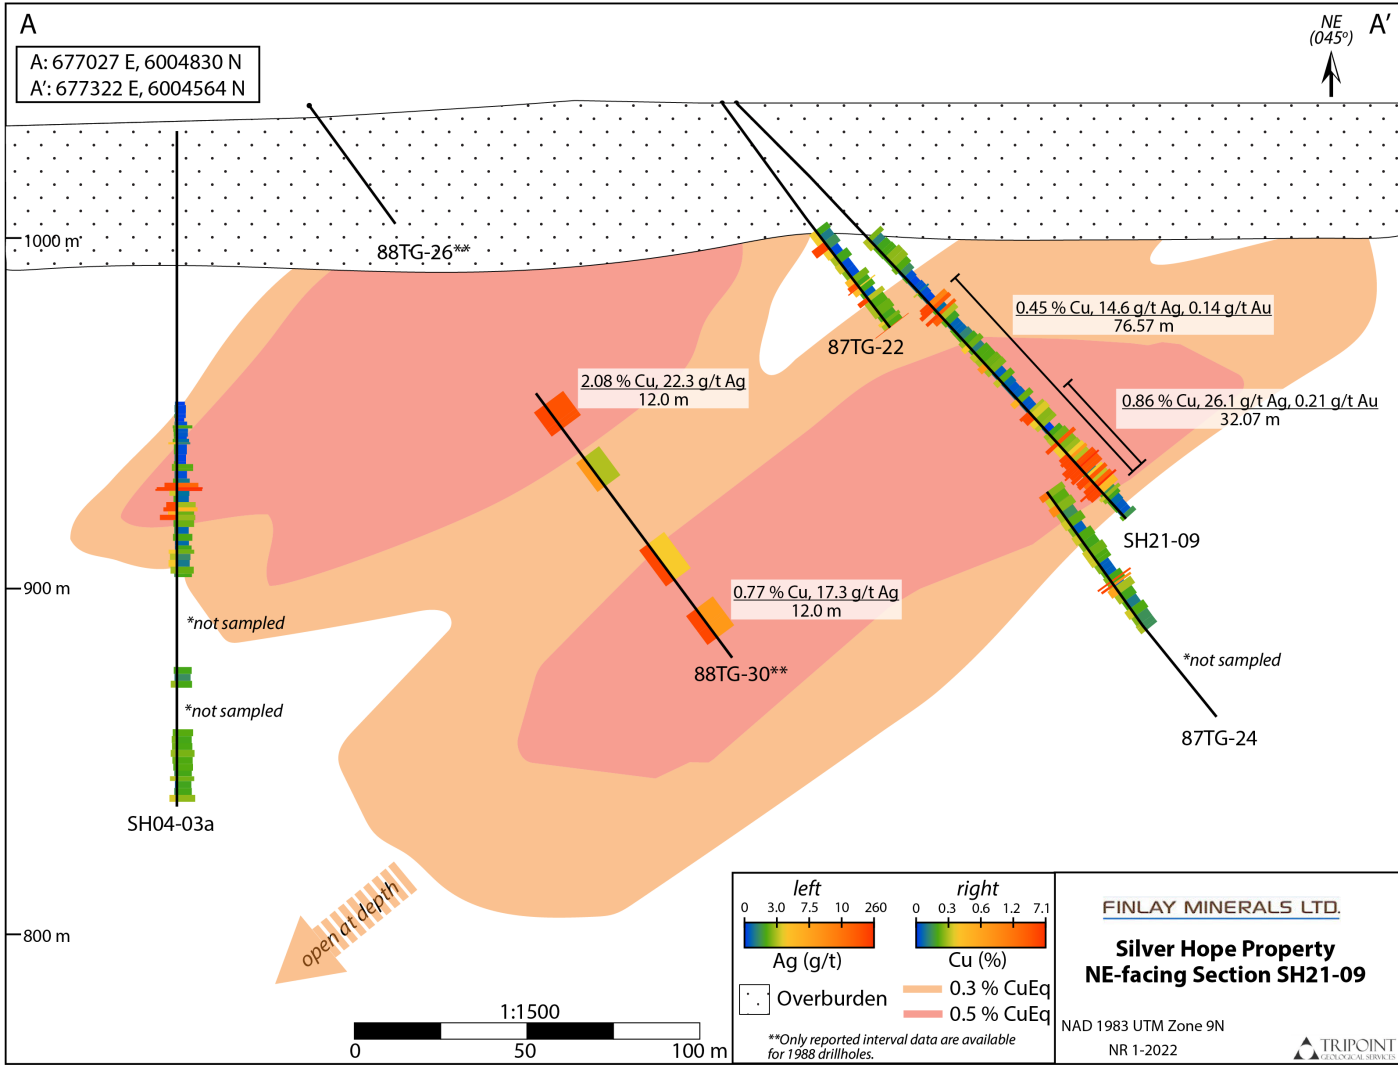 A
A'
NE
(045º)
A: 677027 E, 6004830 N
A': 677322 E, 6004564 N
1000 m
88TG-26**
0.45 % Cu, 14.6 g/t Ag, 0.14 g/t Au
76.57 m
87TG-22
2.08 % Cu, 22.3 g/t Ag
12.0 m
0.86 % Cu, 26.1 g/t Ag, 0.21 g/t Au
32.07 m
SH21-09
900 m
0.77 % Cu, 17.3 g/t Ag
12.0 m
*not sampled
88TG-30**
*not sampled
*not sampled
87TG-24
SH04-03a
open at depth
800 m
1:1500
0 50 100 m
left right
0 3.0 7.5 10 260
0 0.3 0.6 1.2 7.1
Ag (g/t) Cu (%)
Overburden
0.3 % CuEq
0.5 % CuEq
**Only reported interval data are available
for 1988 drillholes.
FINLAY MINERALS LTD.
Silver Hope Property
NE-facing Section SH21-09
NAD 1983 UTM Zone 9N
NR 1-2022
TRIPOINT
GEOLOGICAL SERVICES